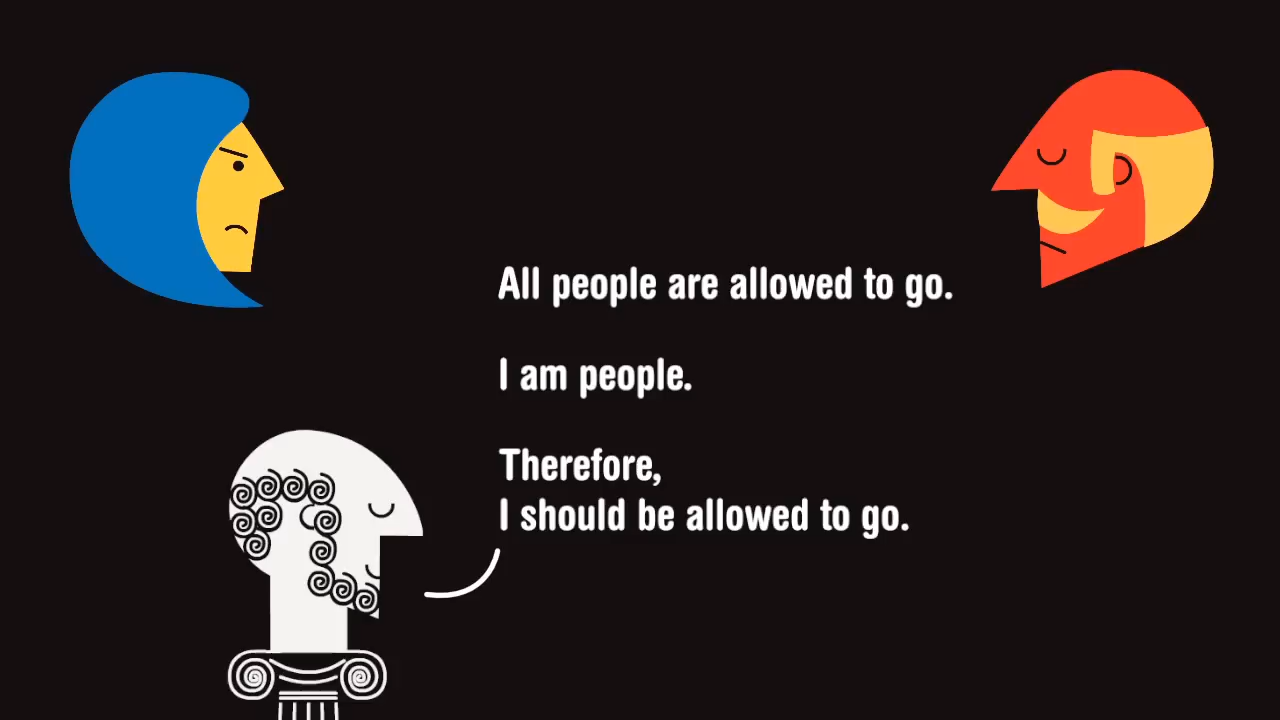 All people are allowed to go.
I am people.
Therefore,
I should be allowed to go.